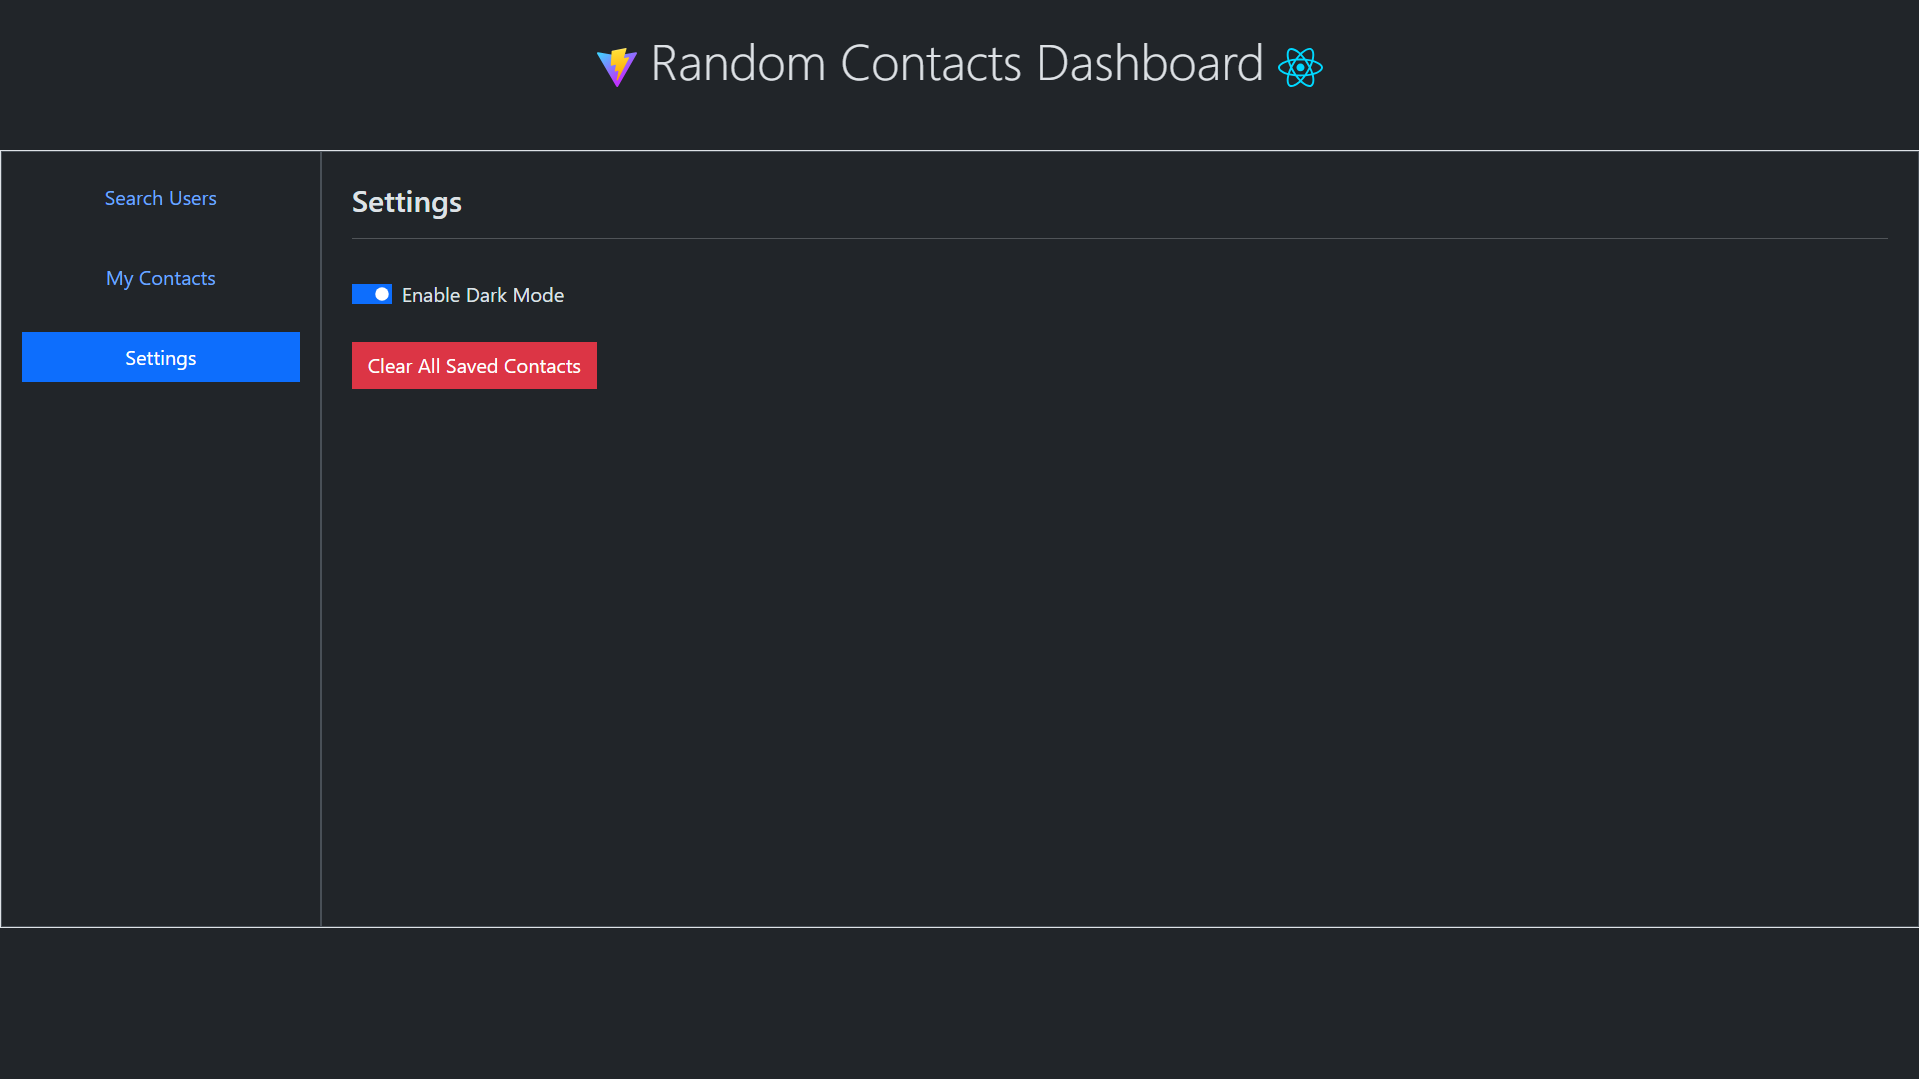 Random Contacts Dashboard
Search Users
My Contacts
Settings
Settings
Enable Dark Mode
Clear All Saved Contacts